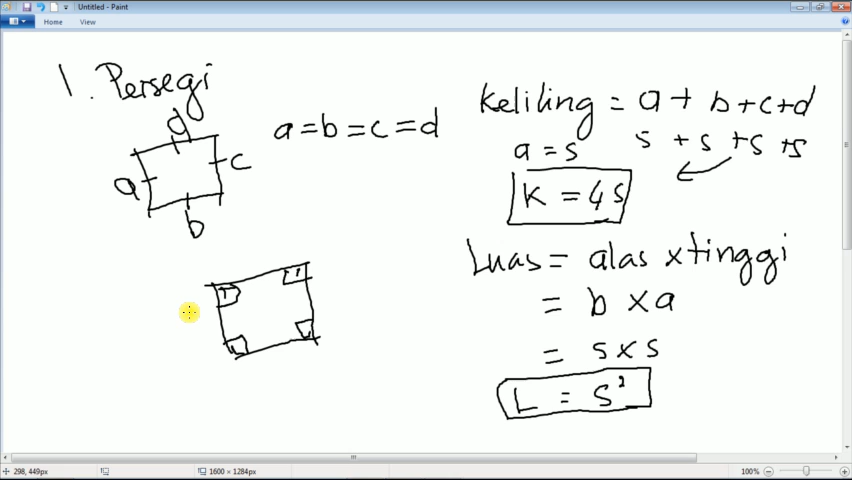 Untitled - Paint
Home View
1. Persegi
d
a
c
b
a = b = c = d
Keliling = a + b + c + d
a = s
s + s + s + s
K = 4s
Luas = alas x tinggi
= b x a
= s x s
L = s²
298, 449px
1600 × 1284px
100%